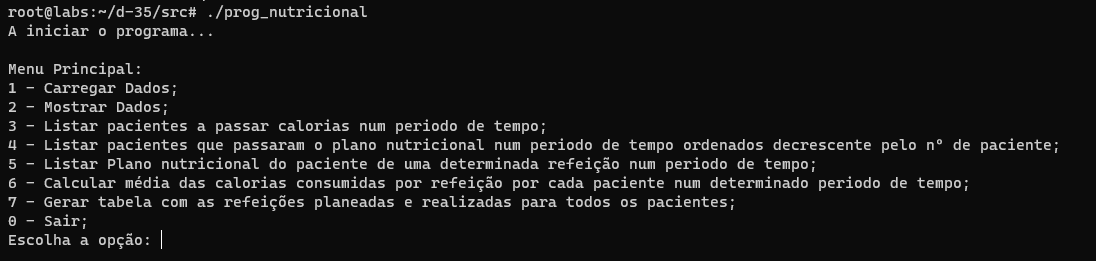 root@labs:~/d-35/src# ./prog_nutricional
A iniciar o programa...
Menu Principal:
1 - Carregar Dados;
2 - Mostrar Dados;
3 - Listar pacientes a passar calorias num periodo de tempo;
4 - Listar pacientes que passaram o plano nutricional num periodo de tempo ordenados decrescente pelo nº de paciente;
5 - Listar Plano nutricional do paciente de uma determinada refeição num periodo de tempo;
6 - Calcular média das calorias consumidas por refeição por cada paciente num determinado periodo de tempo;
7 - Gerar tabela com as refeições planeadas e realizadas para todos os pacientes;
0 - Sair;
Escolha a opção: